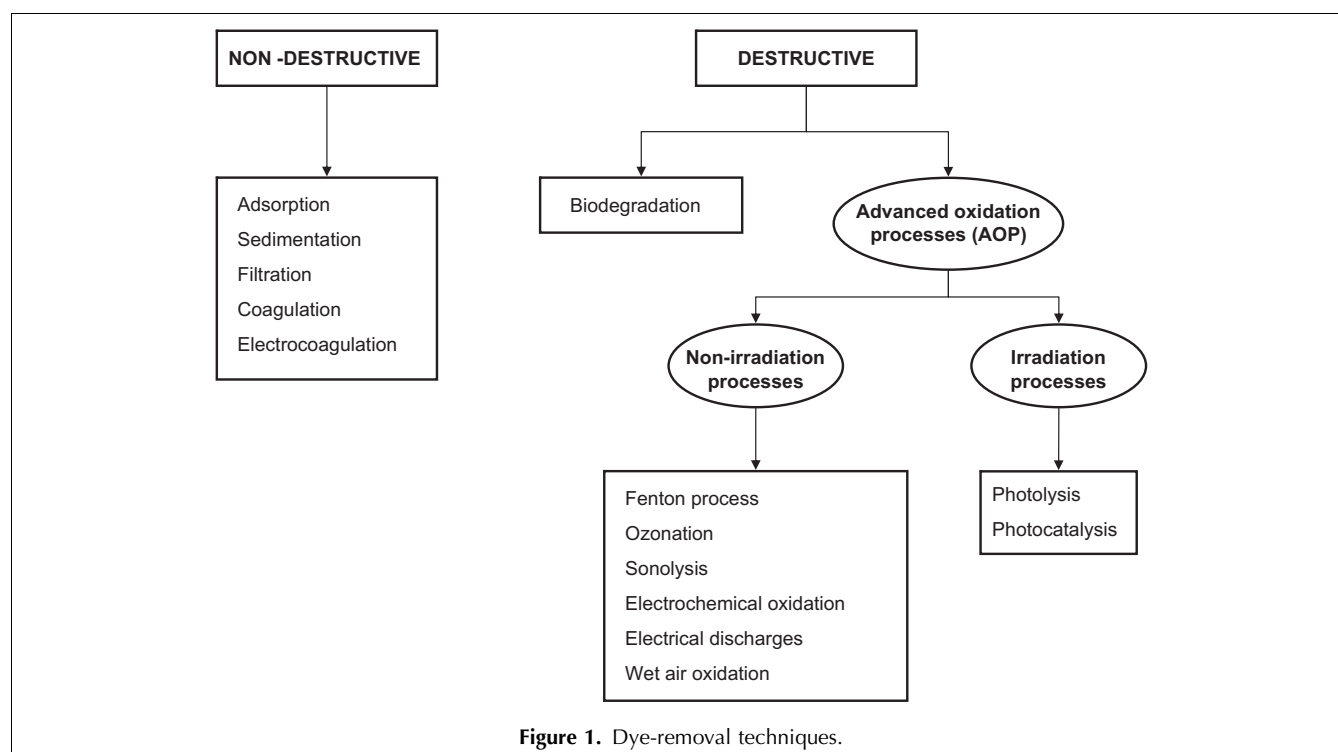 NON -DESTRUCTIVE
Adsorption
Sedimentation
Filtration
Coagulation
Electrocoagulation
DESTRUCTIVE
Biodegradation
Advanced oxidation
processes (AOP)
Non-irradiation
processes
Fenton process
Ozonation
Sonolysis
Electrochemical oxidation
Electrical discharges
Wet air oxidation
Irradiation
processes
Photolysis
Photocatalysis
Figure 1. Dye-removal techniques.